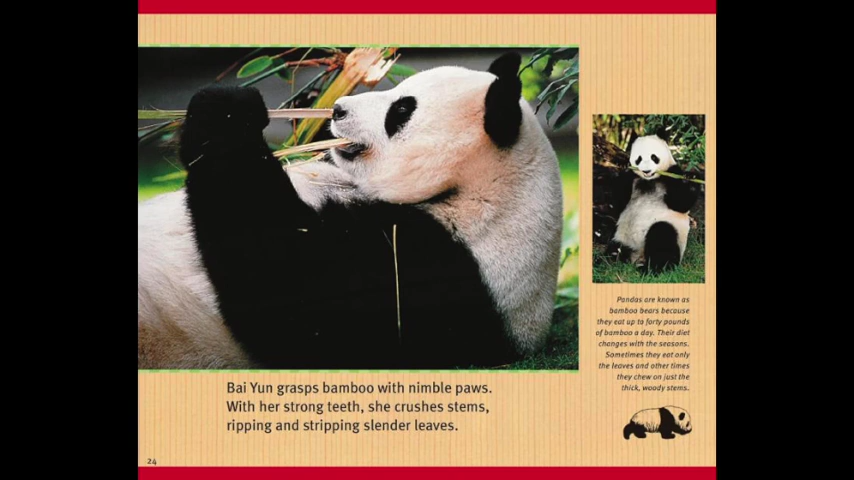 Bai Yun grasps bamboo with nimble paws.
With her strong teeth, she crushes stems,
ripping and stripping slender leaves.
Pandas are known as
bamboo bears because
they eat up to forty pounds
of bamboo a day. Their diet
changes with the seasons.
Sometimes they eat only
the leaves and other times
they chew on just the
thick, woody stems.
24